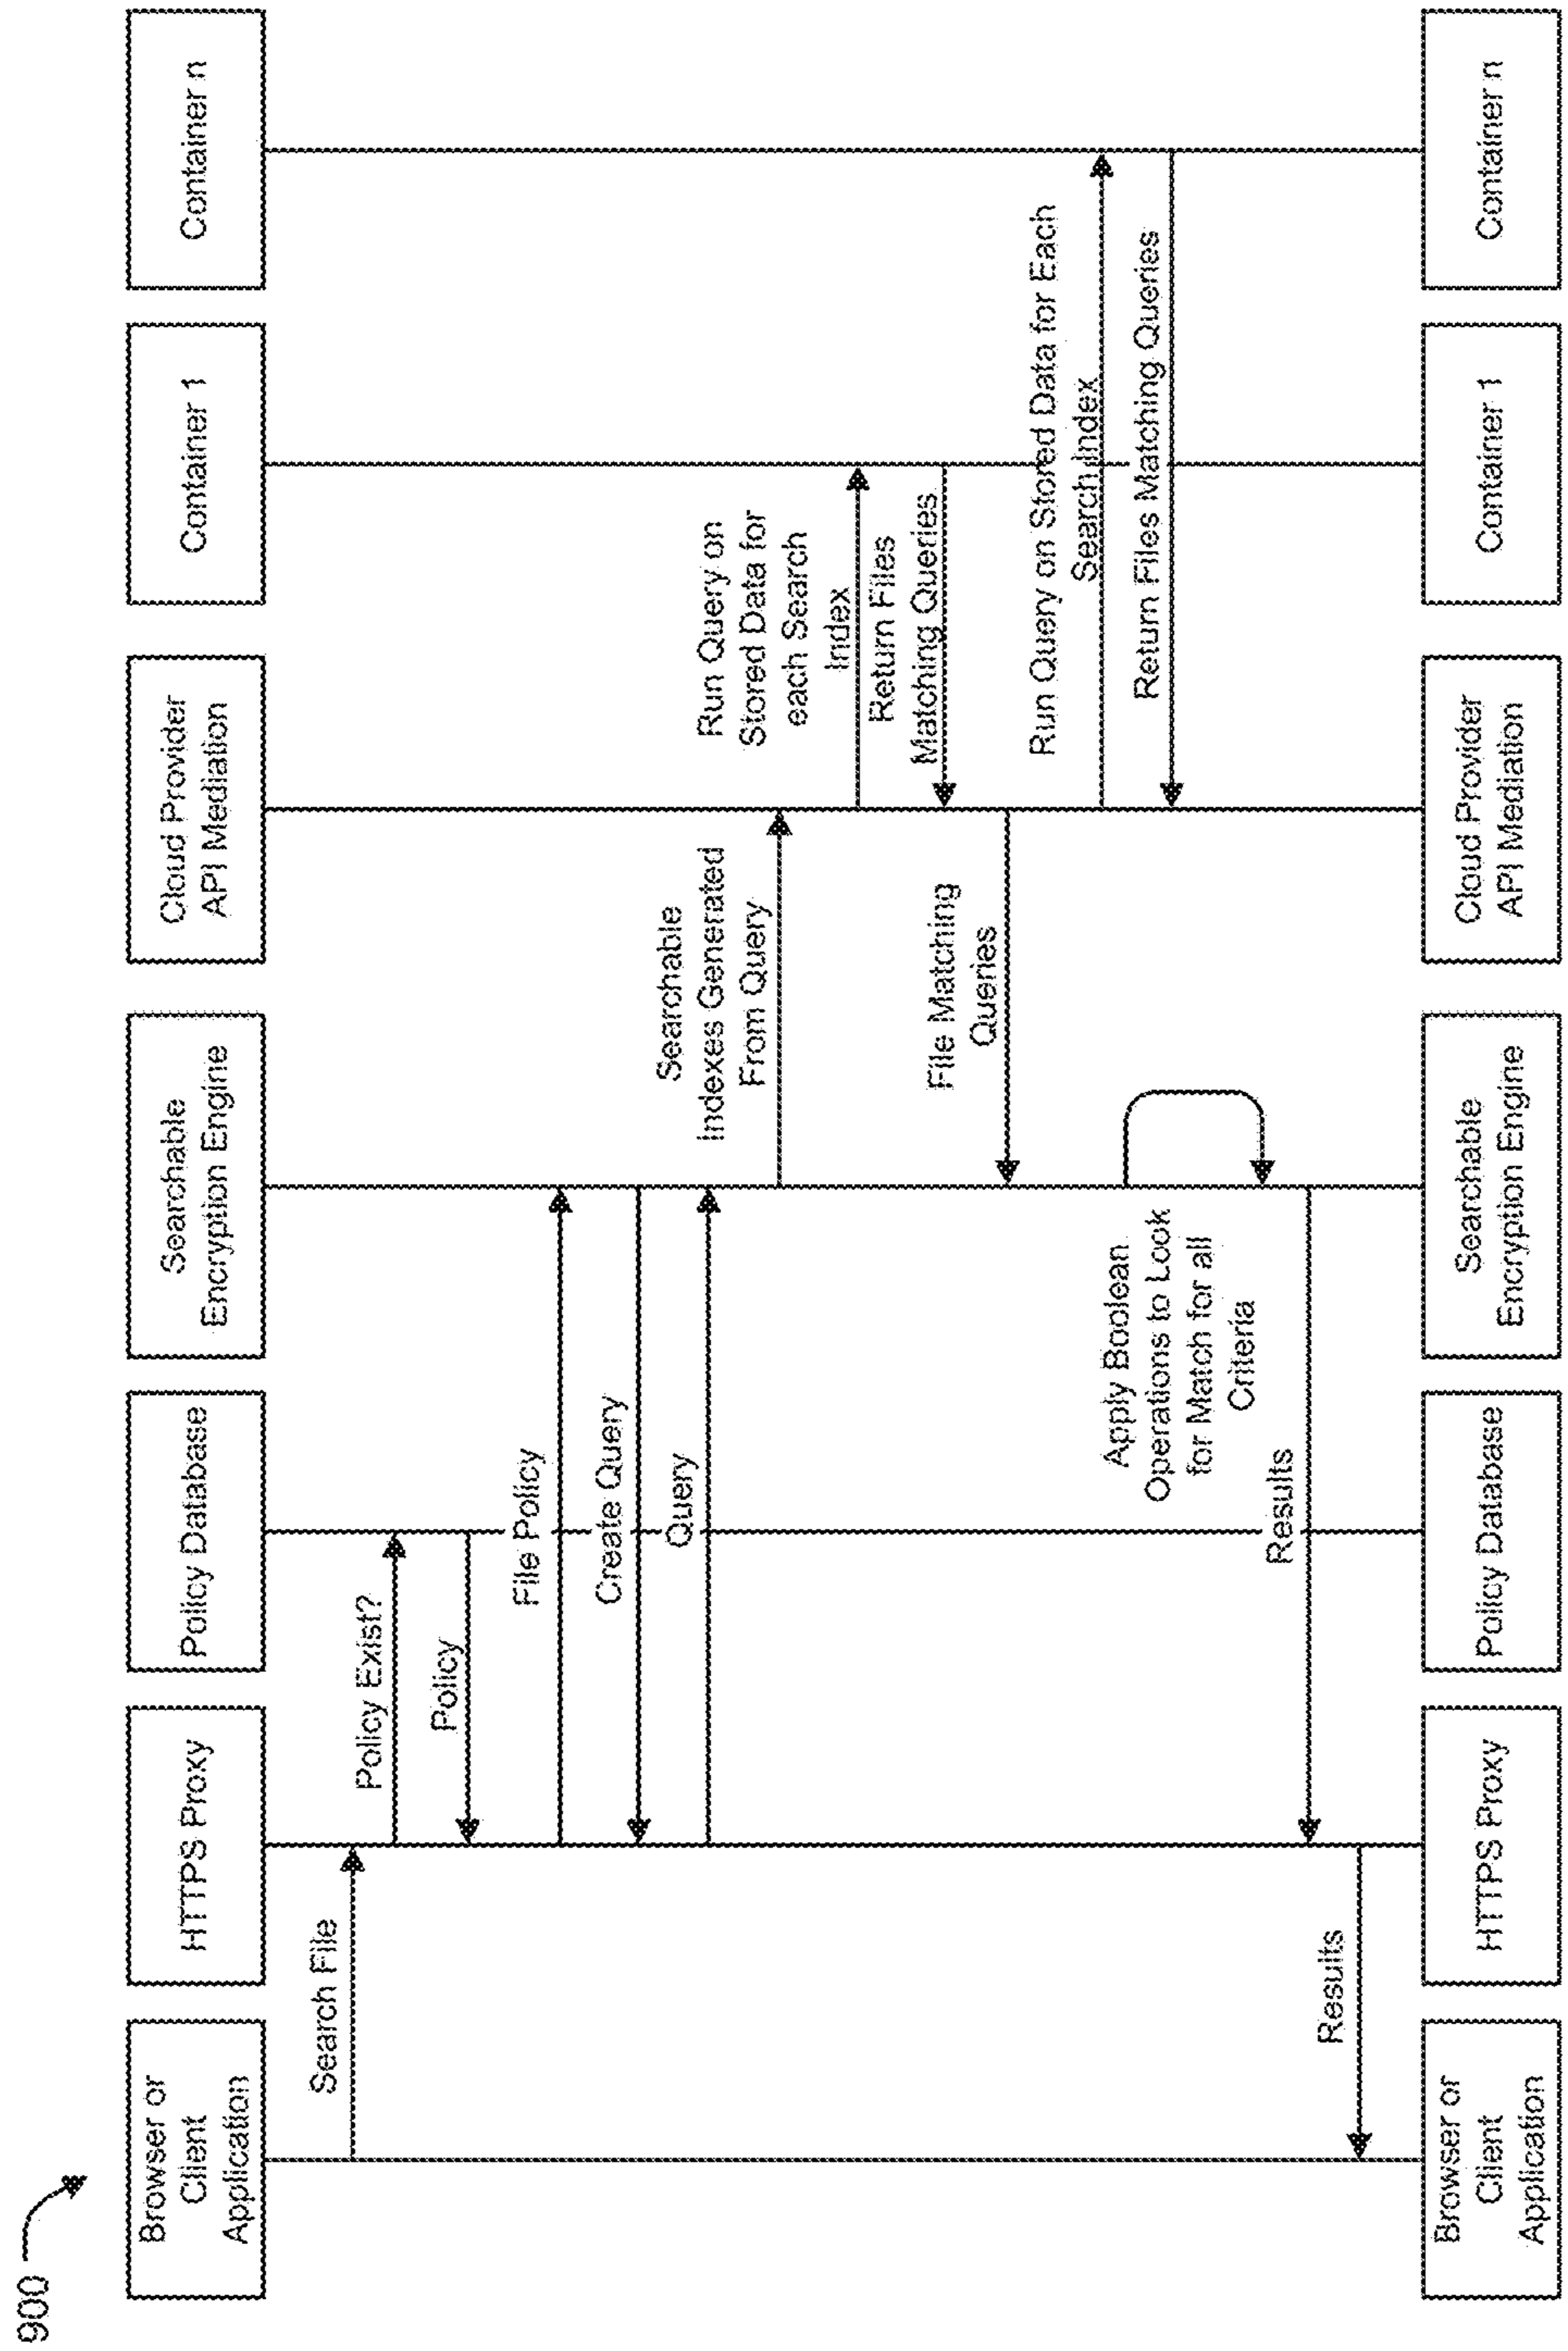 900
Browser or
Client
Application
HTTPS Proxy
Policy Database
Searchable
Encryption Engine
Cloud Provider
API Mediation
Container 1
Container n
Search File
Policy Exist?
Policy
File Policy
Create Query
Query
Searchable
Indexes Generated
From Query
Run Query on
Stored Data for
each Search
Index
Return Files
Matching Queries
File Matching
Queries
Run Query on Stored Data for Each
Search Index
Return Files Matching Queries
Apply Boolean
Operations to Look
for Match for all
Criteria
Results
Results
Browser or
Client
Application
HTTPS Proxy
Policy Database
Searchable
Encryption Engine
Cloud Provider
API Mediation
Container 1
Container n